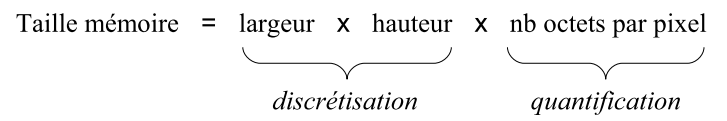 Taille mémoire = largeur x hauteur x nb octets par pixel
discrétisation quantification